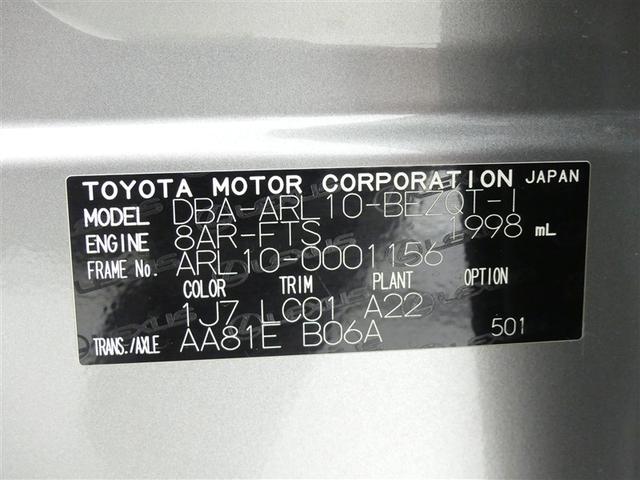 TOYOTA MOTOR CORPORATION JAPAN
MODEL DBA-ARL10-BEZQT-I
ENGINE 8AR-FTS 1998 mL
FRAME No. ARL10-0001156
COLOR TRIM PLANT OPTION
1J7 LC01 A22
TRANS./AXLE AA81E B06A 501